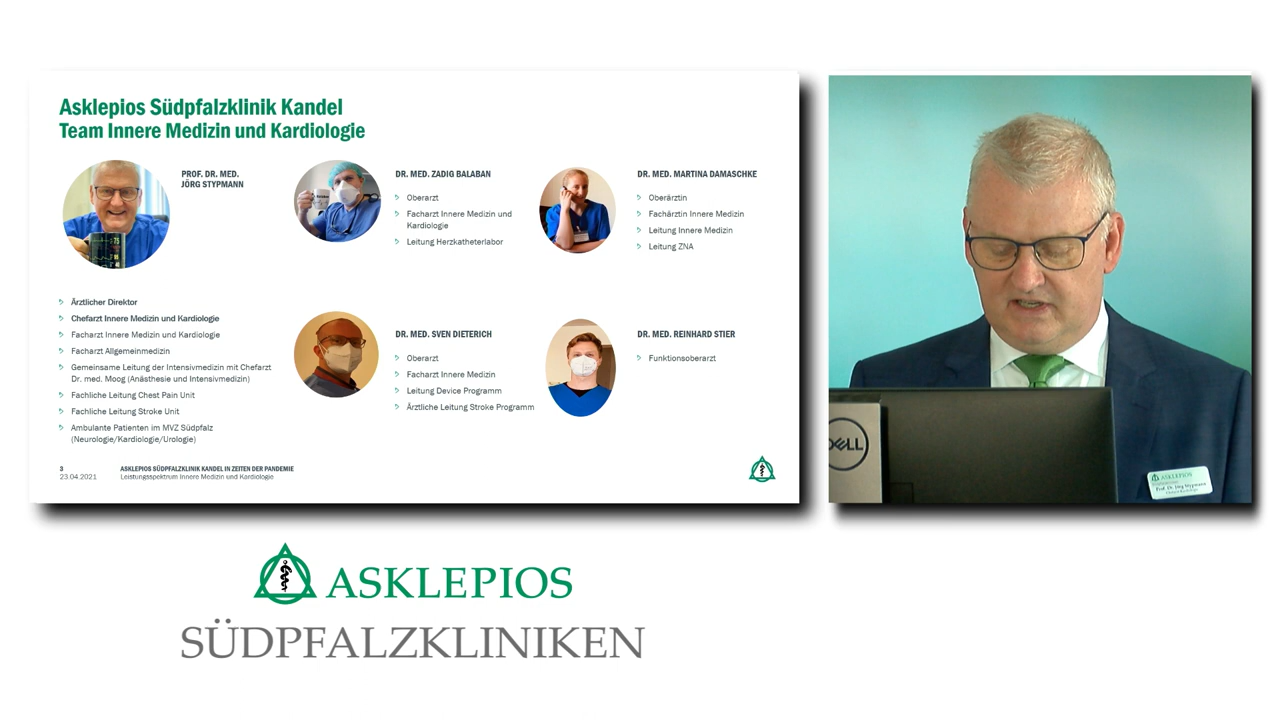 Asklepios Südpfalzklinik Kandel
Team Innere Medizin und Kardiologie
PROF. DR. MED.
JÖRG STYPMANN
Ärztlicher Direktor
Chefarzt Innere Medizin und Kardiologie
Facharzt Innere Medizin und Kardiologie
Facharzt Allgemeinmedizin
Gemeinsame Leitung der Intensivmedizin mit Chefarzt
Dr. med. Moog (Anästhesie und Intensivmedizin)
Fachliche Leitung Chest Pain Unit
Fachliche Leitung Stroke Unit
Ambulante Patienten im MVZ Südpfalz
(Neurologie/Kardiologie/Urologie)
DR. MED. ZADIG BALABAN
Oberarzt
Facharzt Innere Medizin und
Kardiologie
Leitung Herzkatheterlabor
DR. MED. MARTINA DAMASCHKE
Oberärztin
Fachärztin Innere Medizin
Leitung Innere Medizin
Leitung ZNA
DR. MED. SVEN DIETERICH
Oberarzt
Facharzt Innere Medizin
Leitung Device Programm
Ärztliche Leitung Stroke Programm
DR. MED. REINHARD STIER
Funktionsoberarzt
3
23.04.2021
ASKLEPIOS SÜDPFALZKLINIK KANDEL IN ZEITEN DER PANDEMIE
Leistungsspektrum Innere Medizin und Kardiologie
DELL
ASKLEPIOS
Prof. Dr. Jörg Stypmann
ASKLEPIOS
SÜDPFALZKLINIKEN